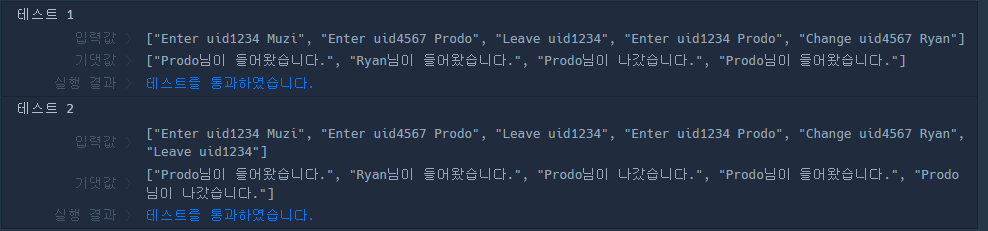 테스트 1
입력값 〉 ["Enter uid1234 Muzi", "Enter uid4567 Prodo", "Leave uid1234", "Enter uid1234 Prodo", "Change uid4567 Ryan"]
기댓값 〉 ["Prodo님이 들어왔습니다.", "Ryan님이 들어왔습니다.", "Prodo님이 나갔습니다.", "Prodo님이 들어왔습니다."]
실행 결과 〉 테스트를 통과하였습니다.
테스트 2
입력값 〉 ["Enter uid1234 Muzi", "Enter uid4567 Prodo", "Leave uid1234", "Enter uid1234 Prodo", "Change uid4567 Ryan",
"Leave uid1234"]
기댓값 〉 ["Prodo님이 들어왔습니다.", "Ryan님이 들어왔습니다.", "Prodo님이 나갔습니다.", "Prodo님이 들어왔습니다.", "Prodo
님이 나갔습니다."]
실행 결과 〉 테스트를 통과하였습니다.